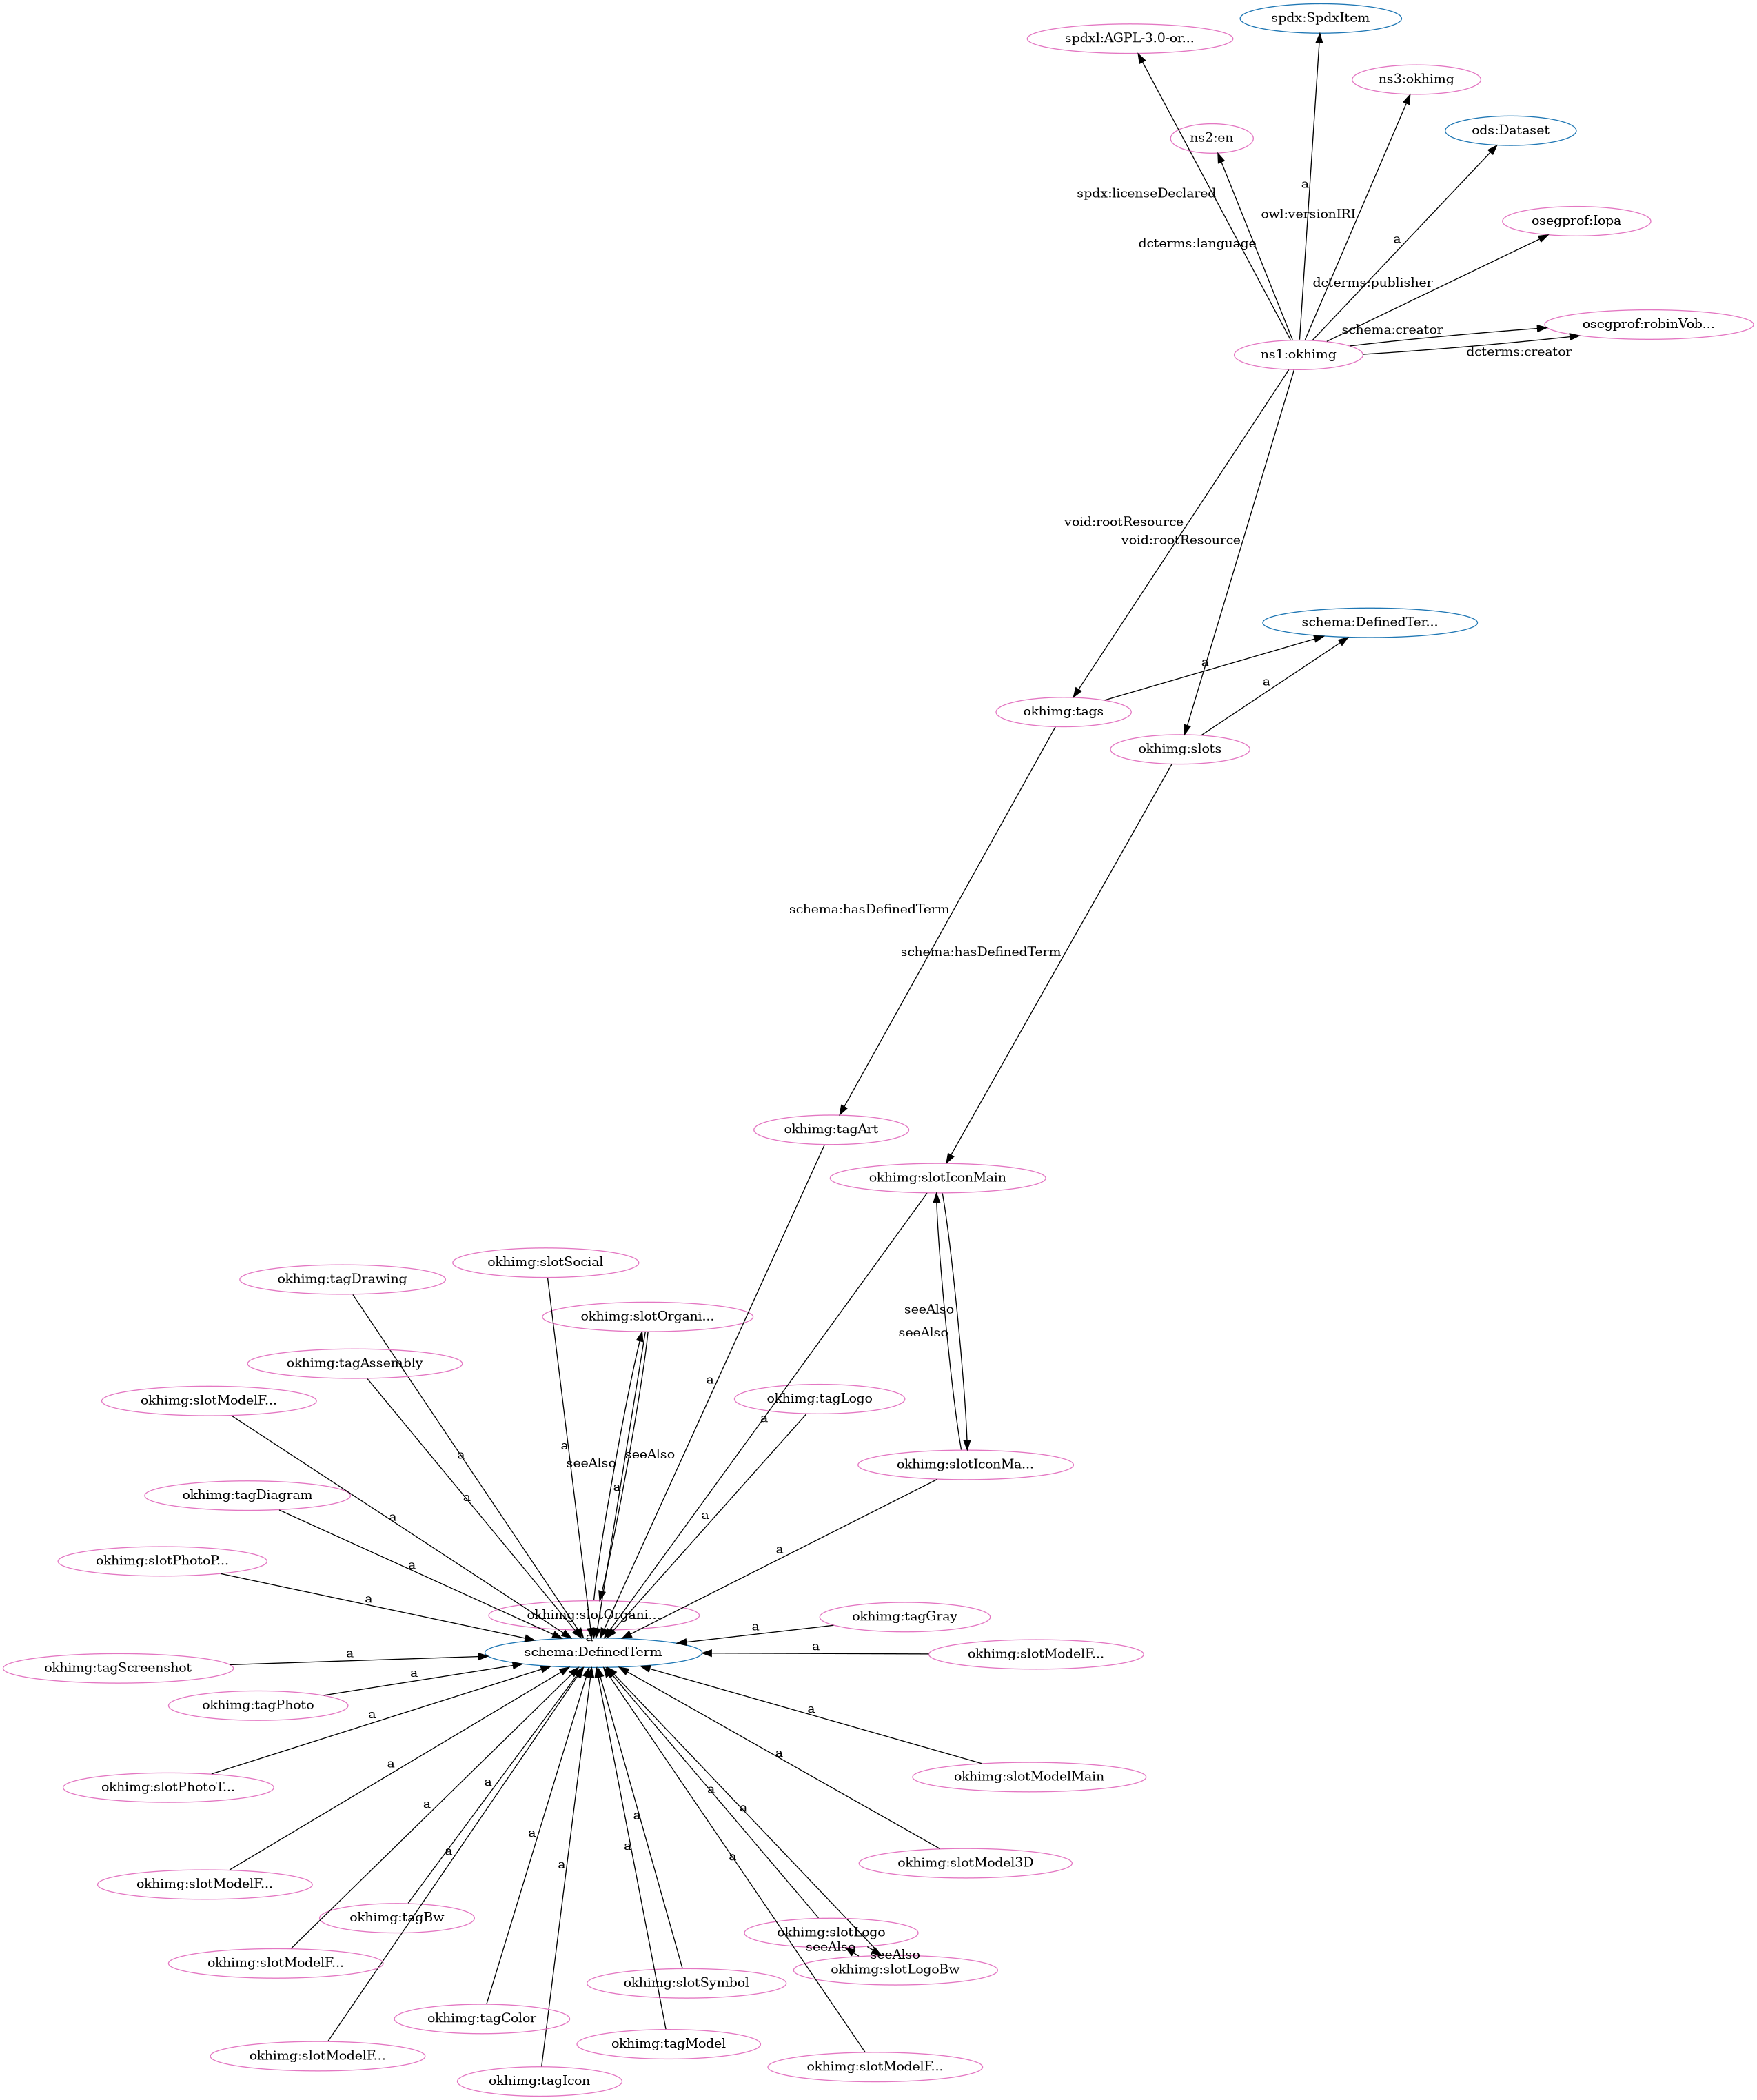 spdx:SpdxItem
spdxl:AGPL-3.0-or...
ns3:okhimg
ods:Dataset
ns2:en
a
spdx:licenseDeclared
owl:versionIRI
osegprof:Iopa
a
dcterms:language
dcterms:publisher
osegprof:robinVob...
schema:creator
dcterms:creator
ns1:okhimg
void:rootResource
void:rootResource
schema:DefinedTer...
a
a
okhimg:tags
okhimg:slots
schema:hasDefinedTerm
schema:hasDefinedTerm
okhimg:tagArt
okhimg:slotIconMain
okhimg:slotSocial
okhimg:tagDrawing
seeAlso
okhimg:slotOrgani...
seeAlso
okhimg:tagAssembly
a
okhimg:slotModelF...
okhimg:tagLogo
a
a
a
seeAlso
seeAlso
okhimg:slotIconMa...
a
okhimg:tagDiagram
a
a
a
a
a
okhimg:slotPhotoP...
a
a
okhimg:slotOrgani...
okhimg:tagGray
a
a
schema:DefinedTerm
a
okhimg:slotModelF...
a
okhimg:tagScreenshot
a
okhimg:tagPhoto
a
a
okhimg:slotModelMain
a
a
a
okhimg:slotPhotoT...
a
a
a
a
a
a
a
a
a
okhimg:slotModel3D
a
okhimg:slotModelF...
okhimg:tagBw
okhimg:slotLogo
seeAlso
seeAlso
okhimg:slotModelF...
okhimg:slotLogoBw
okhimg:slotSymbol
okhimg:tagColor
okhimg:tagModel
okhimg:slotModelF...
okhimg:slotModelF...
okhimg:tagIcon